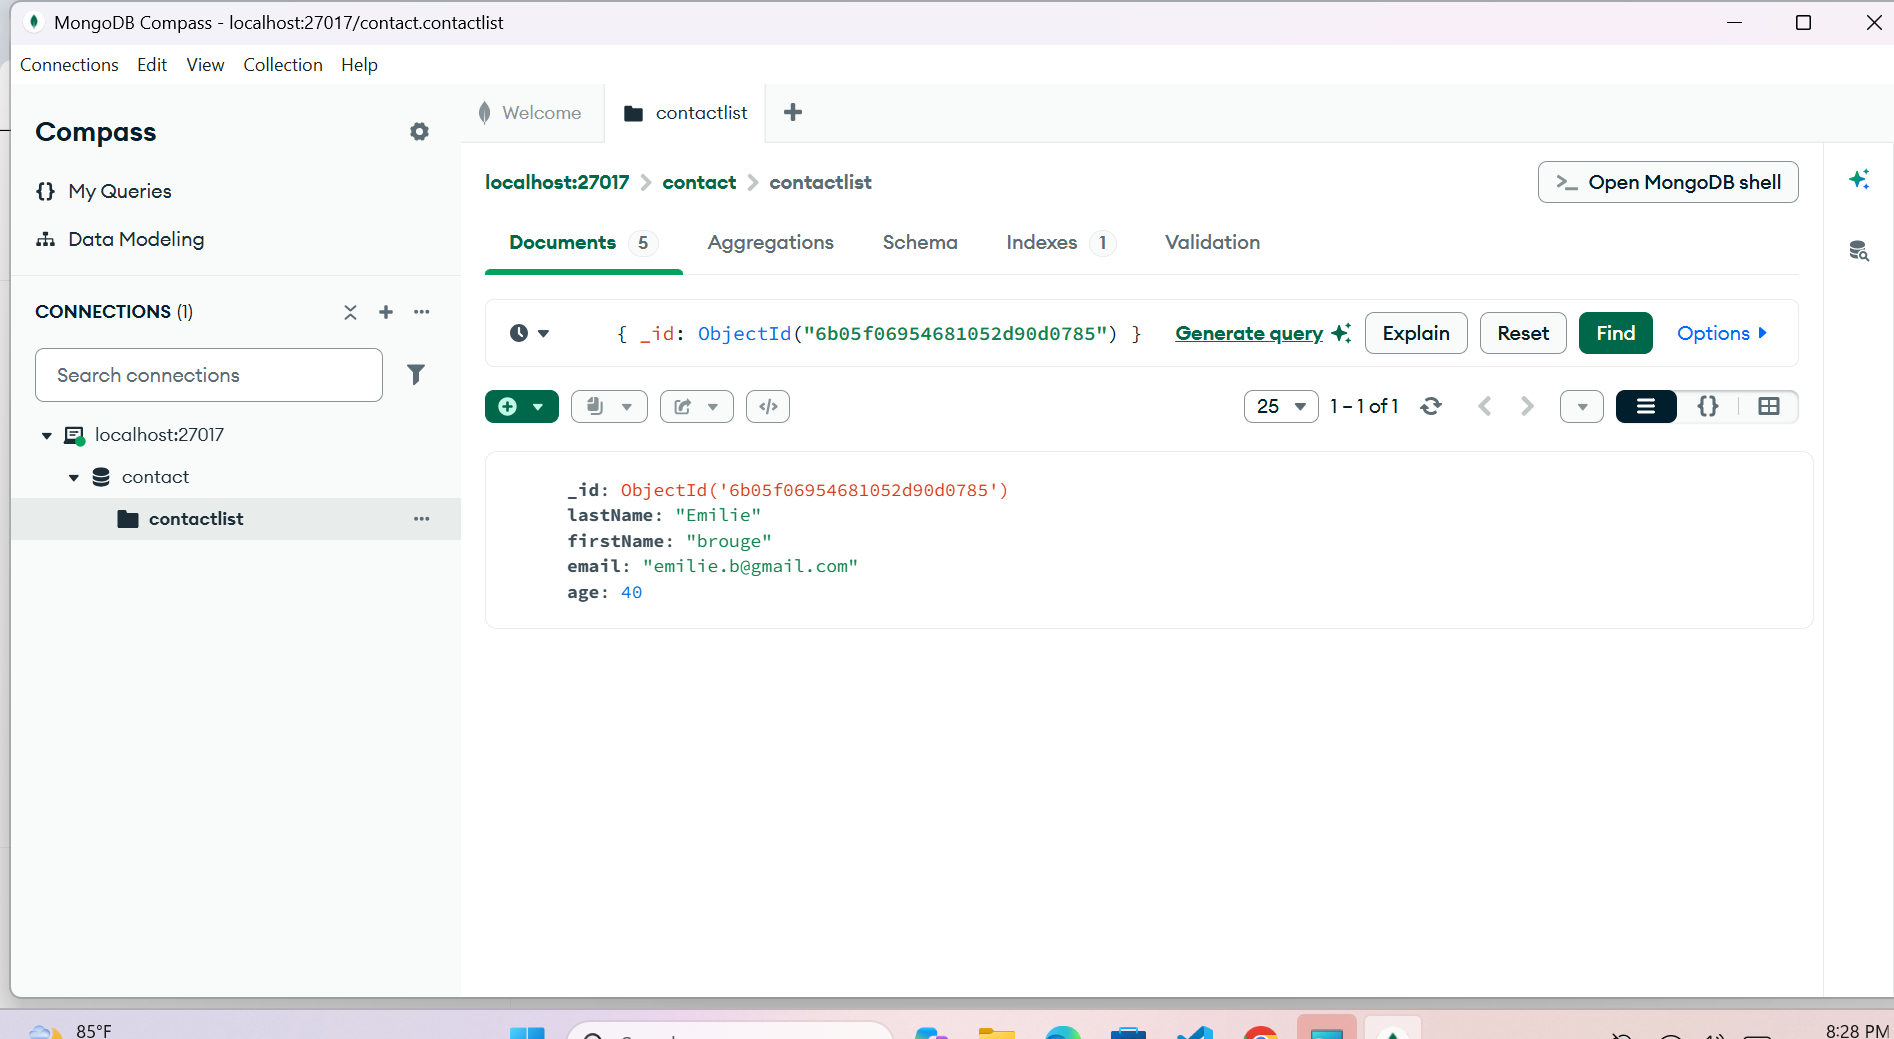 MongoDB Compass - localhost:27017/contact.contactlist
Connections Edit View Collection Help
Compass
My Queries
Data Modeling
CONNECTIONS (1)
Search connections
localhost:27017
contact
contactlist
Welcome
contactlist
localhost:27017 > contact > contactlist
>_ Open MongoDB shell
Documents 5 Aggregations Schema Indexes 1 Validation
{ _id: ObjectId("6b05f06954681052d90d0785") } Generate query Explain Reset Find Options
25 1 – 1 of 1
_id: ObjectId('6b05f06954681052d90d0785')
lastName: "Emilie"
firstName: "brouge"
email: "emilie.b@gmail.com"
age: 40
85°F
8:28 PM